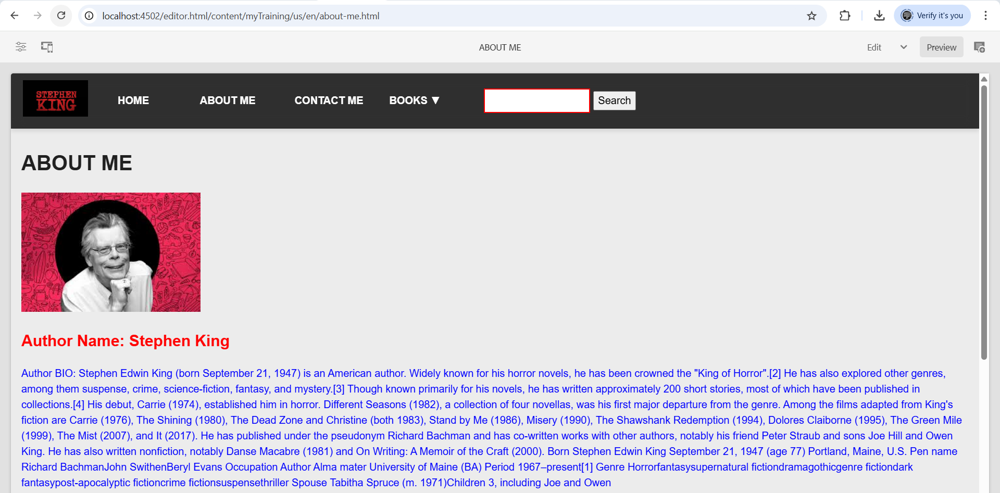 localhost:4502/editor.html/content/myTraining/us/en/about-me.html
Verify it's you
ABOUT ME
Edit
Preview
STEPHEN
KING
HOME
ABOUT ME
CONTACT ME
BOOKS ▼
Search
ABOUT ME
Author Name: Stephen King
Author BIO: Stephen Edwin King (born September 21, 1947) is an American author. Widely known for his horror novels, he has been crowned the "King of Horror".[2] He has also explored other genres,
among them suspense, crime, science-fiction, fantasy, and mystery.[3] Though known primarily for his novels, he has written approximately 200 short stories, most of which have been published in
collections.[4] His debut, Carrie (1974), established him in horror. Different Seasons (1982), a collection of four novellas, was his first major departure from the genre. Among the films adapted from King's
fiction are Carrie (1976), The Shining (1980), The Dead Zone and Christine (both 1983), Stand by Me (1986), Misery (1990), The Shawshank Redemption (1994), Dolores Claiborne (1995), The Green Mile
(1999), The Mist (2007), and It (2017). He has published under the pseudonym Richard Bachman and has co-written works with other authors, notably his friend Peter Straub and sons Joe Hill and Owen
King. He has also written nonfiction, notably Danse Macabre (1981) and On Writing: A Memoir of the Craft (2000). Born Stephen Edwin King September 21, 1947 (age 77) Portland, Maine, U.S. Pen name
Richard BachmanJohn SwithenBeryl Evans Occupation Author Alma mater University of Maine (BA) Period 1967–present[1] Genre Horrorfantasysupernatural fictiondramagothicgenre fictiondark
fantasypost-apocalyptic fictioncrime fictionsuspensethriller Spouse Tabitha Spruce (m. 1971)Children 3, including Joe and Owen